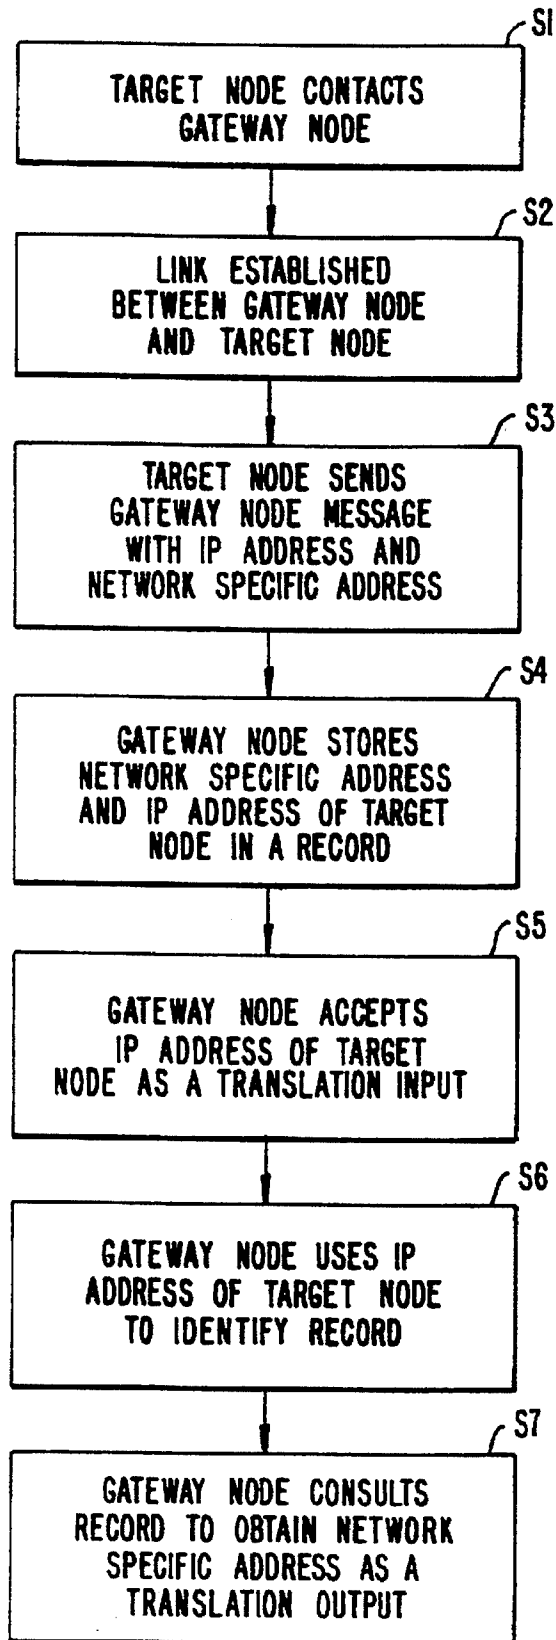 S1
TARGET NODE CONTACTS
GATEWAY NODE
S2
LINK ESTABLISHED
BETWEEN GATEWAY NODE
AND TARGET NODE
S3
TARGET NODE SENDS
GATEWAY NODE MESSAGE
WITH IP ADDRESS AND
NETWORK SPECIFIC ADDRESS
S4
GATEWAY NODE STORES
NETWORK SPECIFIC ADDRESS
AND IP ADDRESS OF TARGET
NODE IN A RECORD
S5
GATEWAY NODE ACCEPTS
IP ADDRESS OF TARGET
NODE AS A TRANSLATION INPUT
S6
GATEWAY NODE USES IP
ADDRESS OF TARGET NODE
TO IDENTIFY RECORD
S7
GATEWAY NODE CONSULTS
RECORD TO OBTAIN NETWORK
SPECIFIC ADDRESS AS A
TRANSLATION OUTPUT